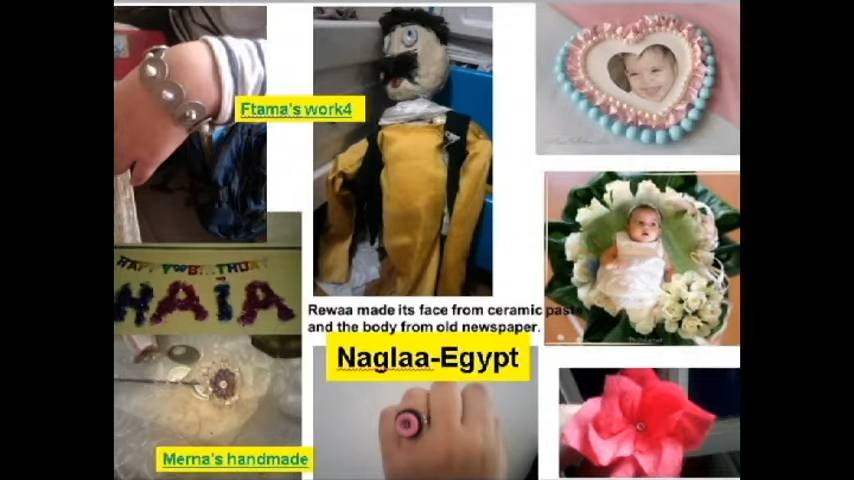 Ftama's work4
HAPPY BIRTHDAY
HAIA
Rewaa made its face from ceramic paste
and the body from old newspaper.
Naglaa-Egypt
Merna's handmade